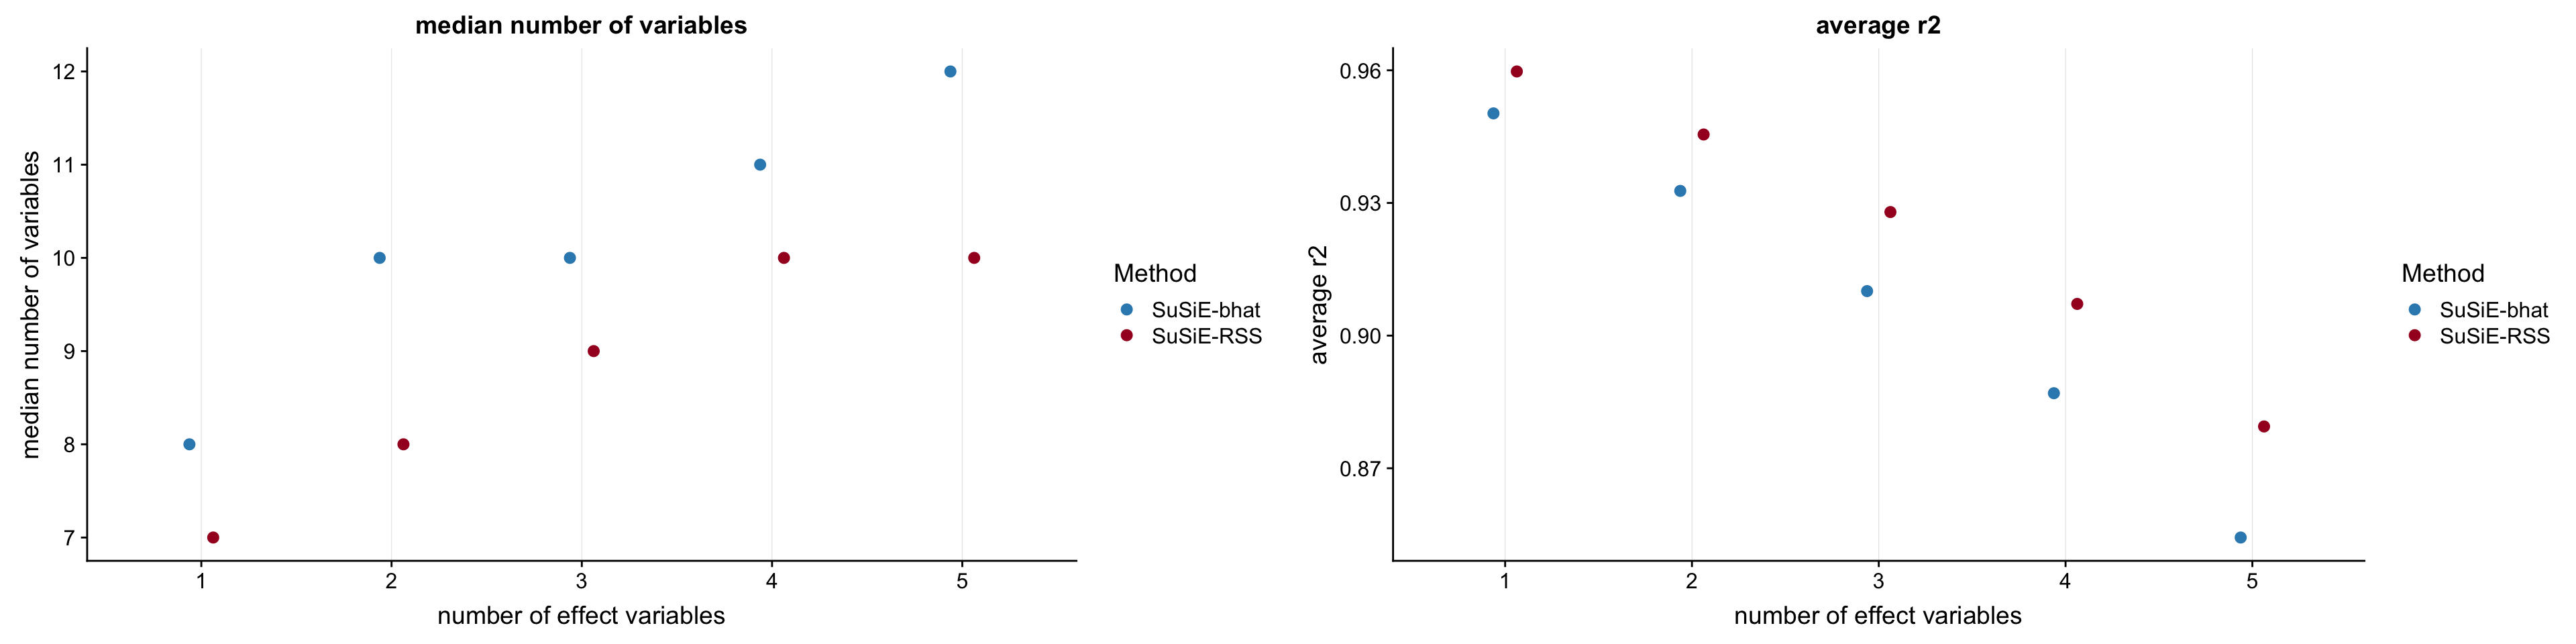 median number of variables
median number of variables
12
11
10
9
8
7
1 2 3 4 5
number of effect variables
Method
SuSiE-bhat
SuSiE-RSS
average r2
average r2
0.96
0.93
0.90
0.87
1 2 3 4 5
number of effect variables
Method
SuSiE-bhat
SuSiE-RSS